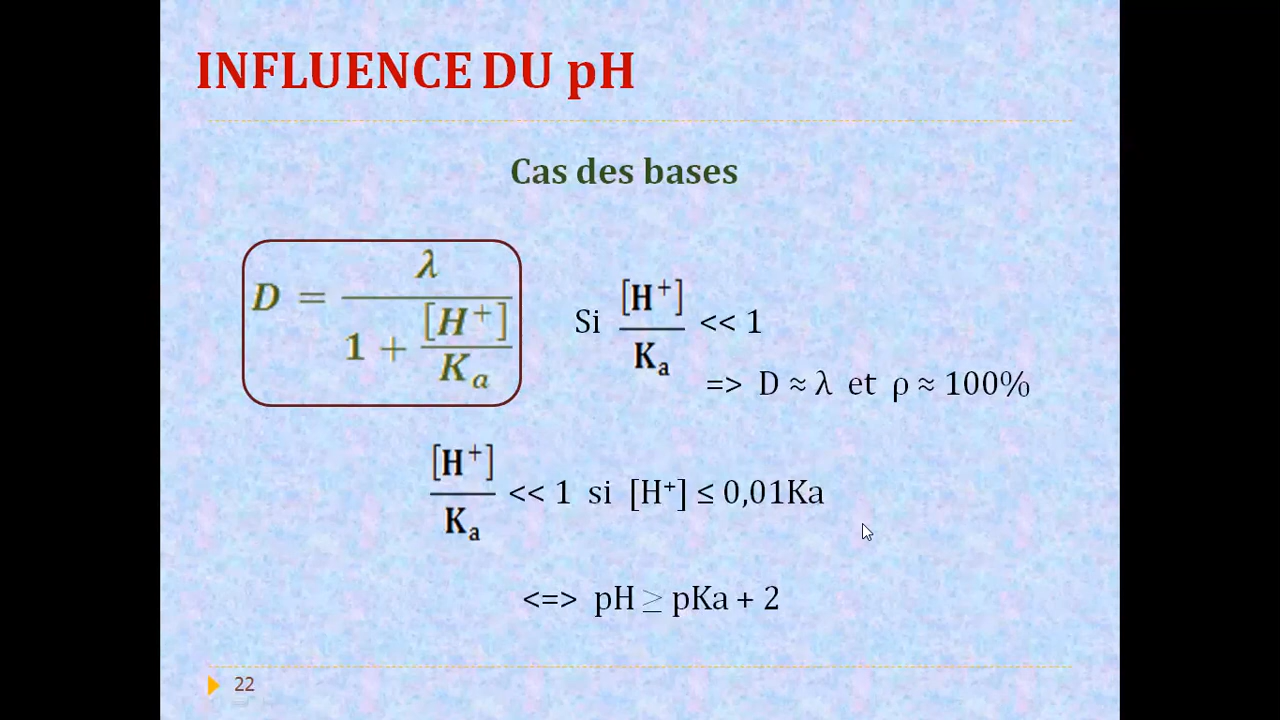 INFLUENCE DU pH
Cas des bases
D = λ / (1 + [H⁺] / Kₐ)
Si [H⁺] / Kₐ << 1
=> D ≈ λ et ρ ≈ 100%
[H⁺] / Kₐ << 1 si [H⁺] ≤ 0,01Ka
<=> pH ≥ pKa + 2
22